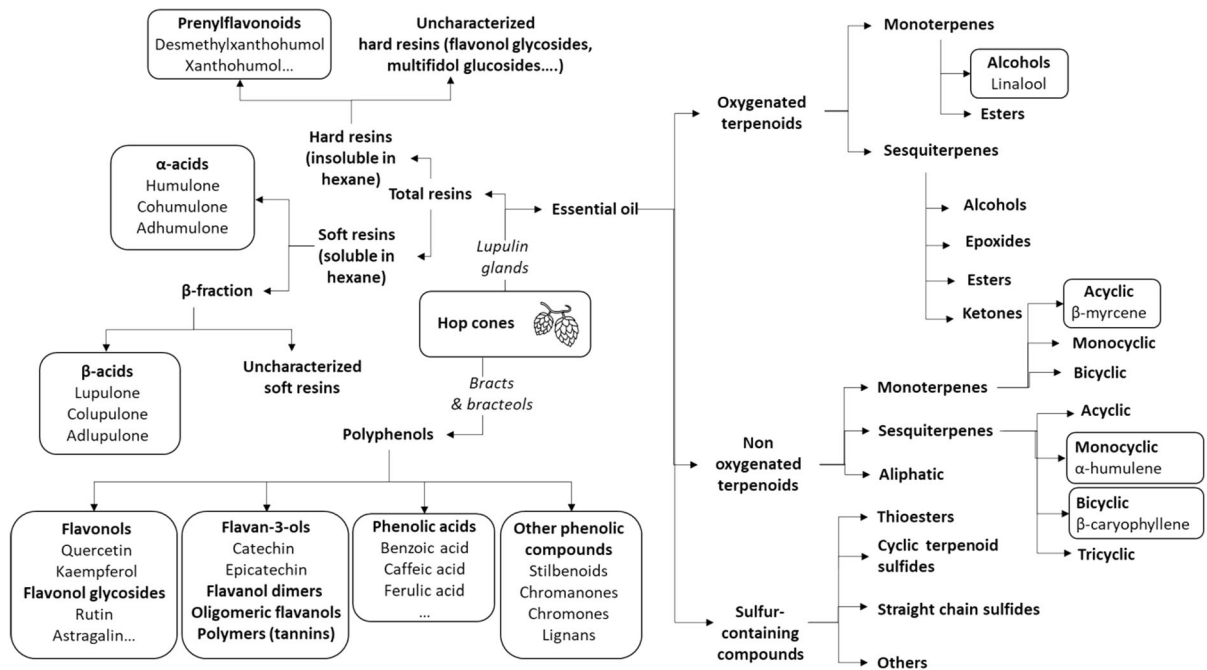 Prenylflavonoids
Desmethylxanthohumol
Xanthohumol...
Uncharacterized
hard resins (flavonol glycosides,
multifidol glucosides....)
Hard resins
(insoluble in
hexane)
α-acids
Humulone
Cohumulone
Adhumulone
Total resins
Soft resins
(soluble in
hexane)
β-fraction
β-acids
Lupulone
Colupulone
Adlupulone
Uncharacterized
soft resins
Essential oil
Lupulin
glands
Hop cones
Bracts
& bracteols
Polyphenols
Flavonols
Quercetin
Kaempferol
Flavonol glycosides
Rutin
Astragalin...
Flavan-3-ols
Catechin
Epicatechin
Flavanol dimers
Oligomeric flavanols
Polymers (tannins)
Phenolic acids
Benzoic acid
Caffeic acid
Ferulic acid
...
Other phenolic
compounds
Stilbenoids
Chromanones
Chromones
Lignans
Oxygenated
terpenoids
Monoterpenes
Alcohols
Linalool
Esters
Sesquiterpenes
Alcohols
Epoxides
Esters
Ketones
Non
oxygenated
terpenoids
Monoterpenes
Acyclic
β-myrcene
Monocyclic
Bicyclic
Sesquiterpenes
Acyclic
Monocyclic
α-humulene
Bicyclic
β-caryophyllene
Tricyclic
Aliphatic
Sulfur-
containing
compounds
Thioesters
Cyclic terpenoid
sulfides
Straight chain sulfides
Others